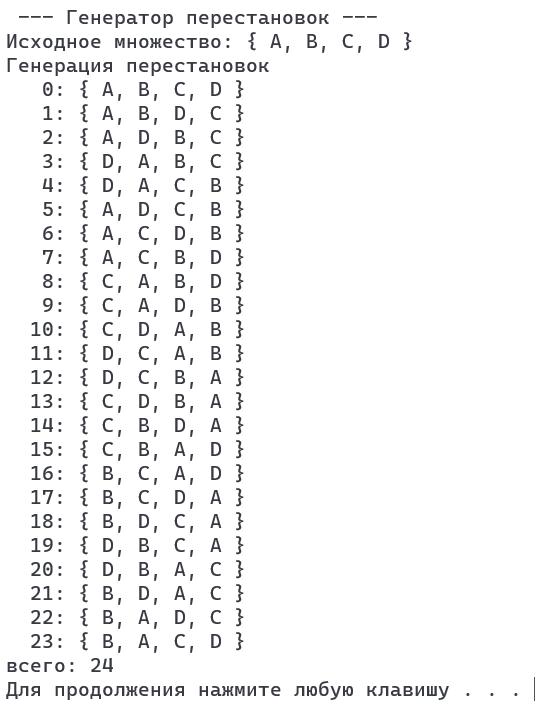 --- Генератор перестановок ---
Исходное множество: { A, B, C, D }
Генерация перестановок
0: { A, B, C, D }
1: { A, B, D, C }
2: { A, D, B, C }
3: { D, A, B, C }
4: { D, A, C, B }
5: { A, D, C, B }
6: { A, C, D, B }
7: { A, C, B, D }
8: { C, A, B, D }
9: { C, A, D, B }
10: { C, D, A, B }
11: { D, C, A, B }
12: { D, C, B, A }
13: { C, D, B, A }
14: { C, B, D, A }
15: { C, B, A, D }
16: { B, C, A, D }
17: { B, C, D, A }
18: { B, D, C, A }
19: { D, B, C, A }
20: { D, B, A, C }
21: { B, D, A, C }
22: { B, A, D, C }
23: { B, A, C, D }
всего: 24
Для продолжения нажмите любую клавишу . . .